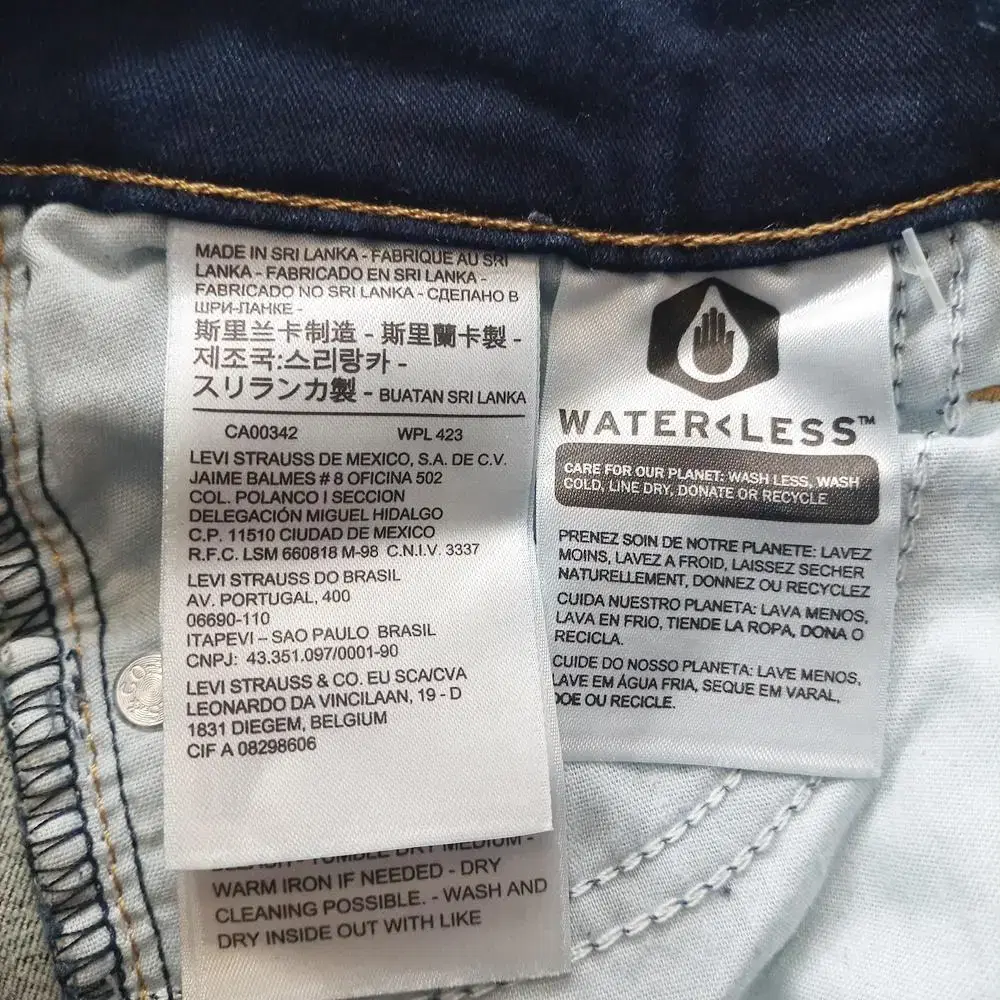 MADE IN SRI LANKA - FABRIQUE AU SRI
LANKA - FABRICADO EN SRI LANKA -
FABRICADO NO SRI LANKA - СДЕЛАНО В
ШРИ-ЛАНКЕ -
斯里兰卡制造 - 斯里蘭卡製 -
제조국:스리랑카 -
スリランカ製 - BUATAN SRI LANKA
CA00342 WPL 423
LEVI STRAUSS DE MEXICO, S.A. DE C.V.
JAIME BALMES # 8 OFICINA 502
COL. POLANCO I SECCION
DELEGACIÓN MIGUEL HIDALGO
C.P. 11510 CIUDAD DE MEXICO
R.F.C. LSM 660818 M-98 C.N.I.V. 3337
LEVI STRAUSS DO BRASIL
AV. PORTUGAL, 400
06690-110
ITAPEVI – SAO PAULO BRASIL
CNPJ: 43.351.097/0001-90
LEVI STRAUSS & CO. EU SCA/CVA
LEONARDO DA VINCILAAN, 19 - D
1831 DIEGEM, BELGIUM
CIF A 08298606
BLEACH - TUMBLE DRY MEDIUM -
WARM IRON IF NEEDED - DRY
CLEANING POSSIBLE. - WASH AND
DRY INSIDE OUT WITH LIKE
WATER<LESS™
CARE FOR OUR PLANET: WASH LESS, WASH
COLD, LINE DRY, DONATE OR RECYCLE
PRENEZ SOIN DE NOTRE PLANETE: LAVEZ
MOINS, LAVEZ A FROID, LAISSEZ SECHER
NATURELLEMENT, DONNEZ OU RECYCLEZ
CUIDA NUESTRO PLANETA: LAVA MENOS,
LAVA EN FRIO, TIENDE LA ROPA, DONA O
RECICLA.
CUIDE DO NOSSO PLANETA: LAVE MENOS,
LAVE EM ÁGUA FRIA, SEQUE EM VARAL,
DOE OU RECICLE.